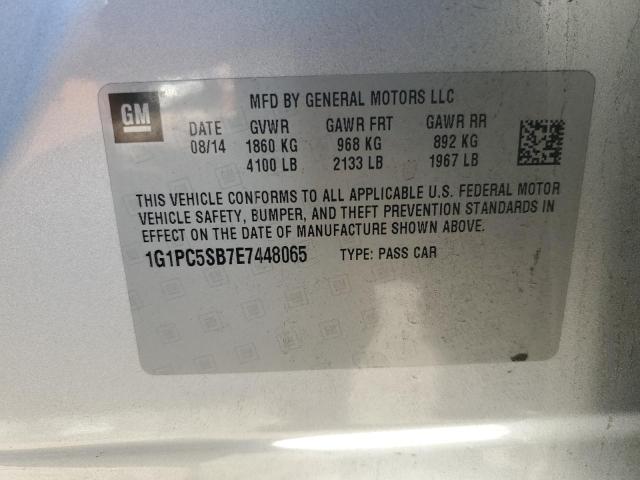 GM
MFD BY GENERAL MOTORS LLC
DATE GVWR GAWR FRT GAWR RR
08/14 1860 KG 968 KG 892 KG
4100 LB 2133 LB 1967 LB
THIS VEHICLE CONFORMS TO ALL APPLICABLE U.S. FEDERAL MOTOR
VEHICLE SAFETY, BUMPER, AND THEFT PREVENTION STANDARDS IN
EFFECT ON THE DATE OF MANUFACTURE SHOWN ABOVE.
1G1PC5SB7E7448065 TYPE: PASS CAR